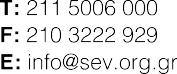 T: 211 5006 000
F: 210 3222 929
E: info@sev.org.gr